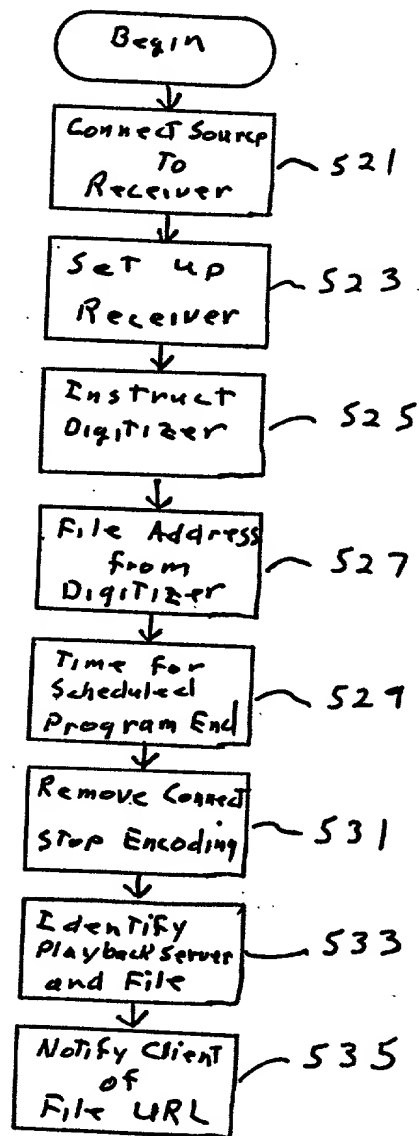 Begin
Connect Source
To
Receiver
521
Set up
Receiver
523
Instruct
Digitizer
525
File Address
from
Digitizer
527
Time for
Scheduled
Program End
529
Remove Connect
Stop Encoding
531
Identify
Playback Server
and File
533
Notify Client
of
File URL
535